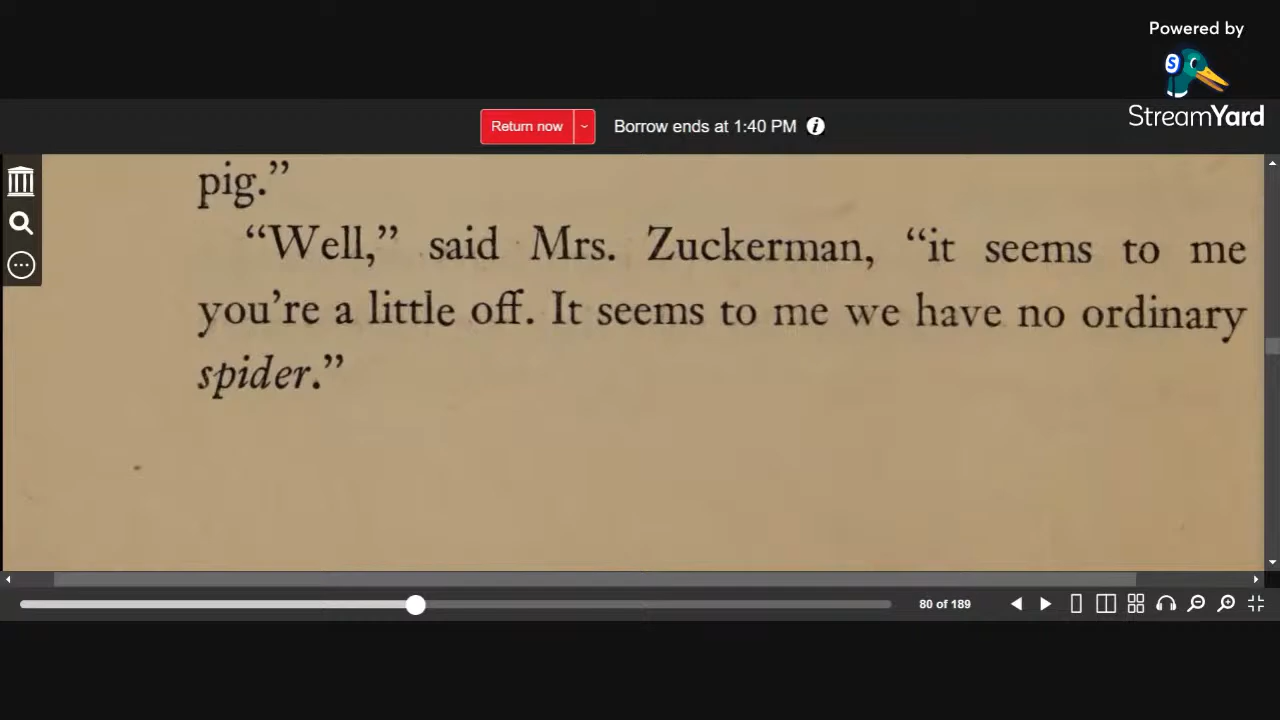 Powered by
S
StreamYard
Return now
Borrow ends at 1:40 PM i
pig.”
“Well,” said Mrs. Zuckerman, “it seems to me
you’re a little off. It seems to me we have no ordinary
spider.”
80 of 189